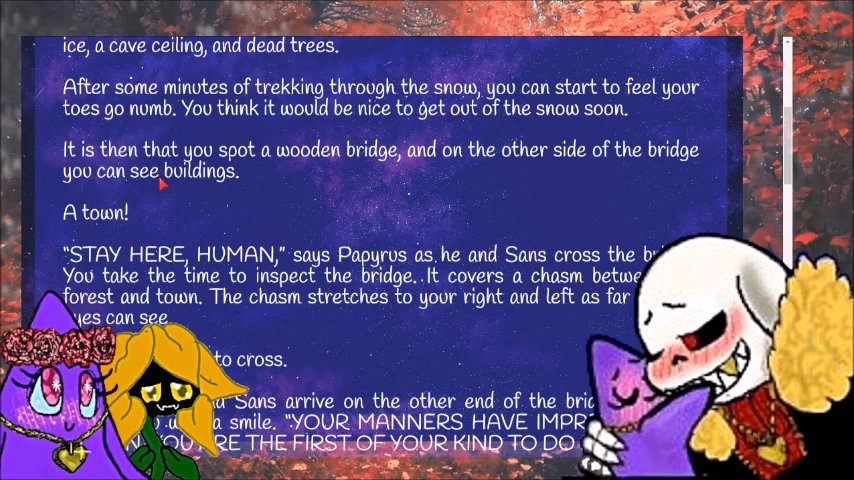 ice, a cave ceiling, and dead trees.
After some minutes of trekking through the snow, you can start to feel your
toes go numb. You think it would be nice to get out of the snow soon.
It is then that you spot a wooden bridge, and on the other side of the bridge
you can see buildings.
A town!
"STAY HERE, HUMAN," says Papyrus as he and Sans cross the
You take the time to inspect the bridge. It covers a chasm
forest and town. The chasm stretches to your right and left as far
eyes can see
to cross.
Sans arrive on the other end of the
a smile. "YOUR MANNERS HAVE
YOU ARE THE FIRST OF YOUR KIND TO DO